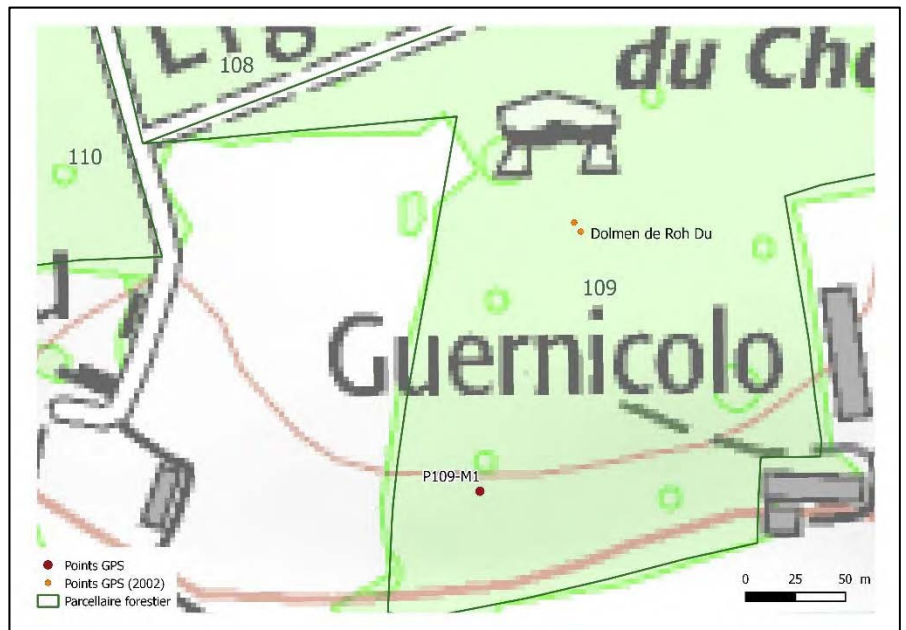 du Cho
108
110
Dolmen de Roh Du
109
Guernicolo
P109-M1
Points GPS
Points GPS (2002)
Parcellaire forestier
0 25 50 m